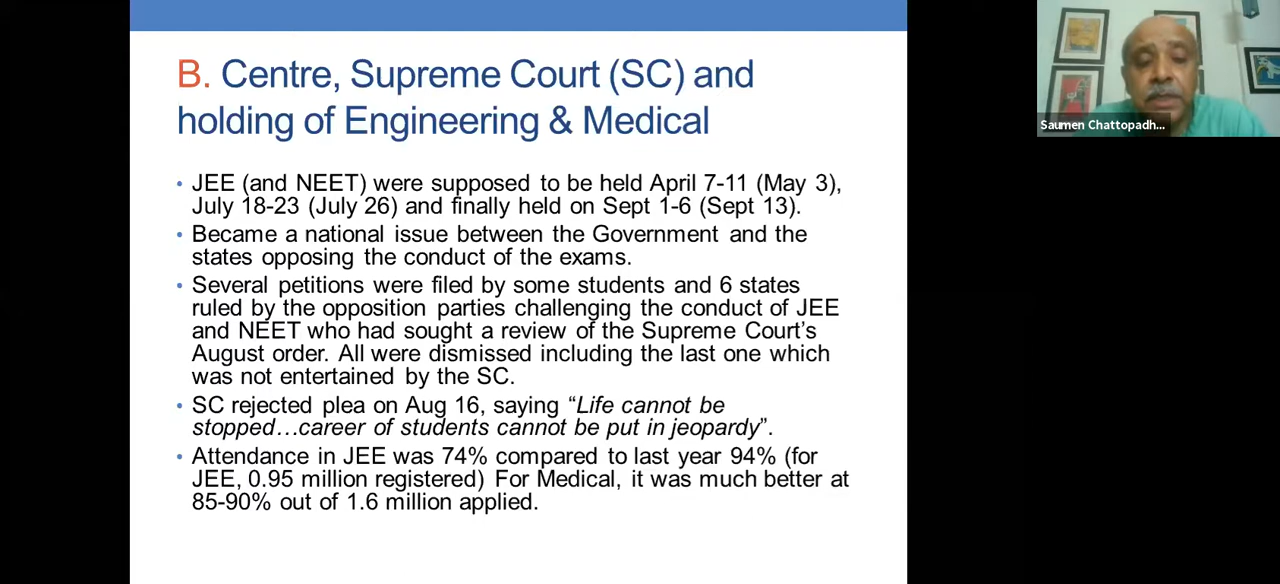 B. Centre, Supreme Court (SC) and
holding of Engineering & Medical
• JEE (and NEET) were supposed to be held April 7-11 (May 3),
July 18-23 (July 26) and finally held on Sept 1-6 (Sept 13).
• Became a national issue between the Government and the
states opposing the conduct of the exams.
• Several petitions were filed by some students and 6 states
ruled by the opposition parties challenging the conduct of JEE
and NEET who had sought a review of the Supreme Court's
August order. All were dismissed including the last one which
was not entertained by the SC.
• SC rejected plea on Aug 16, saying “Life cannot be
stopped…career of students cannot be put in jeopardy”.
• Attendance in JEE was 74% compared to last year 94% (for
JEE, 0.95 million registered) For Medical, it was much better at
85-90% out of 1.6 million applied.
Saumen Chattopadh...